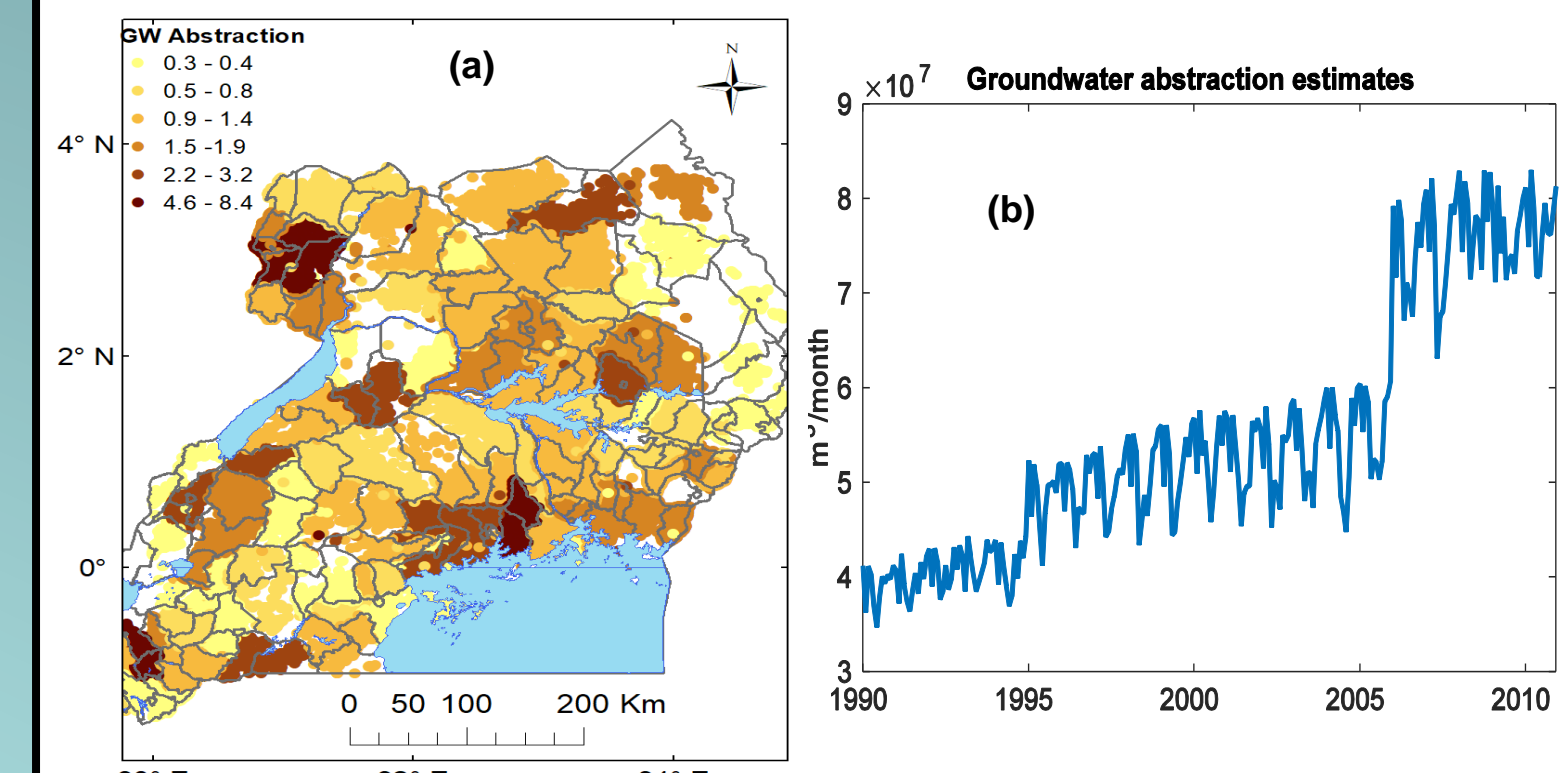 GW Abstraction
0.3 - 0.4
0.5 - 0.8
0.9 - 1.4
1.5 -1.9
2.2 - 3.2
4.6 - 8.4
(a)
N
4° N
2° N
0°
0 50 100 200 Km
Groundwater abstraction estimates
×10⁷
(b)
9
8
7
6
5
4
3
/month
1990 1995 2000 2005 2010